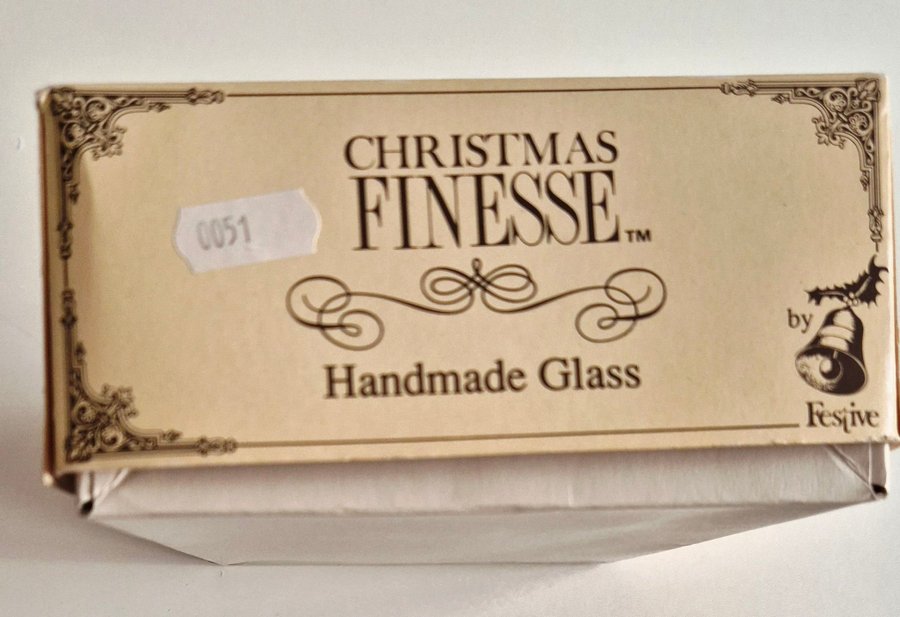 CHRISTMAS
FINESSE™
0051
Handmade Glass
by
Festive